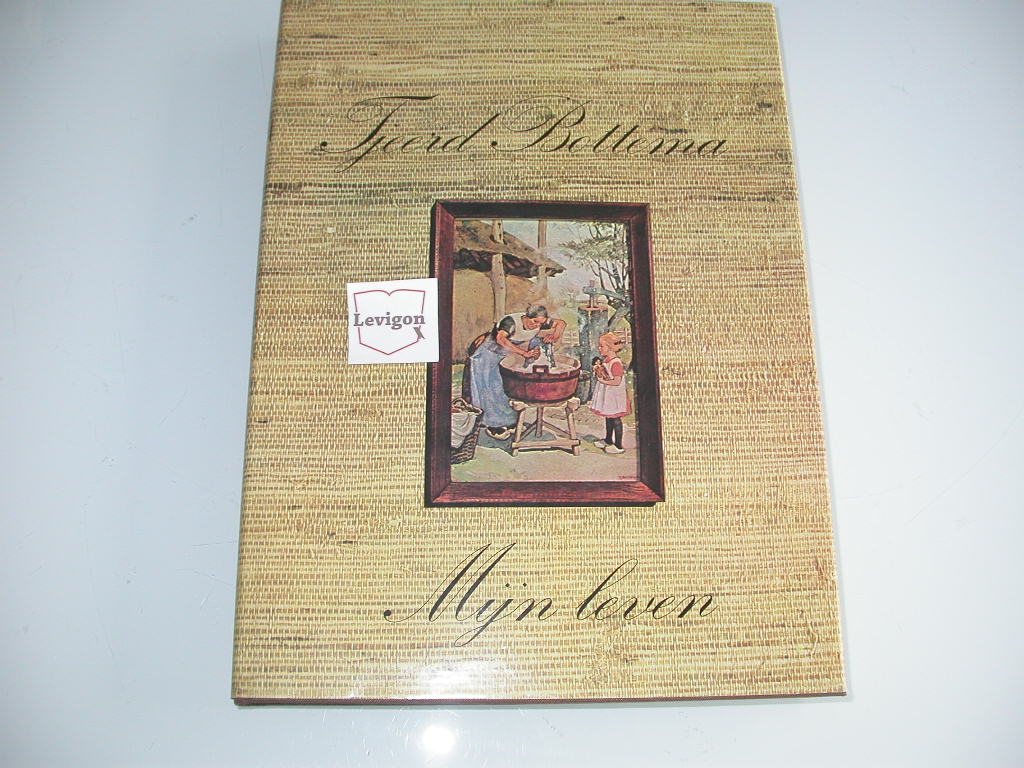 Tjeerd Bottema
Levigon
Mijn leven